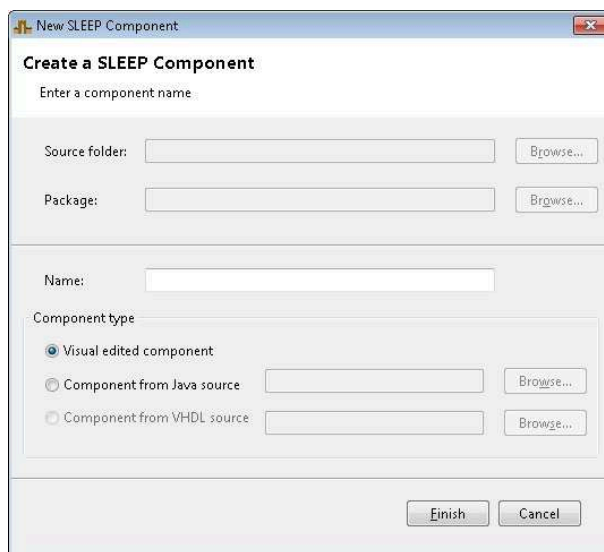 New SLEEP Component
Create a SLEEP Component
Enter a component name
Source folder: Browse...
Package: Browse...
Name:
Component type
Visual edited component
Component from Java source Browse...
Component from VHDL source Browse...
Finish Cancel